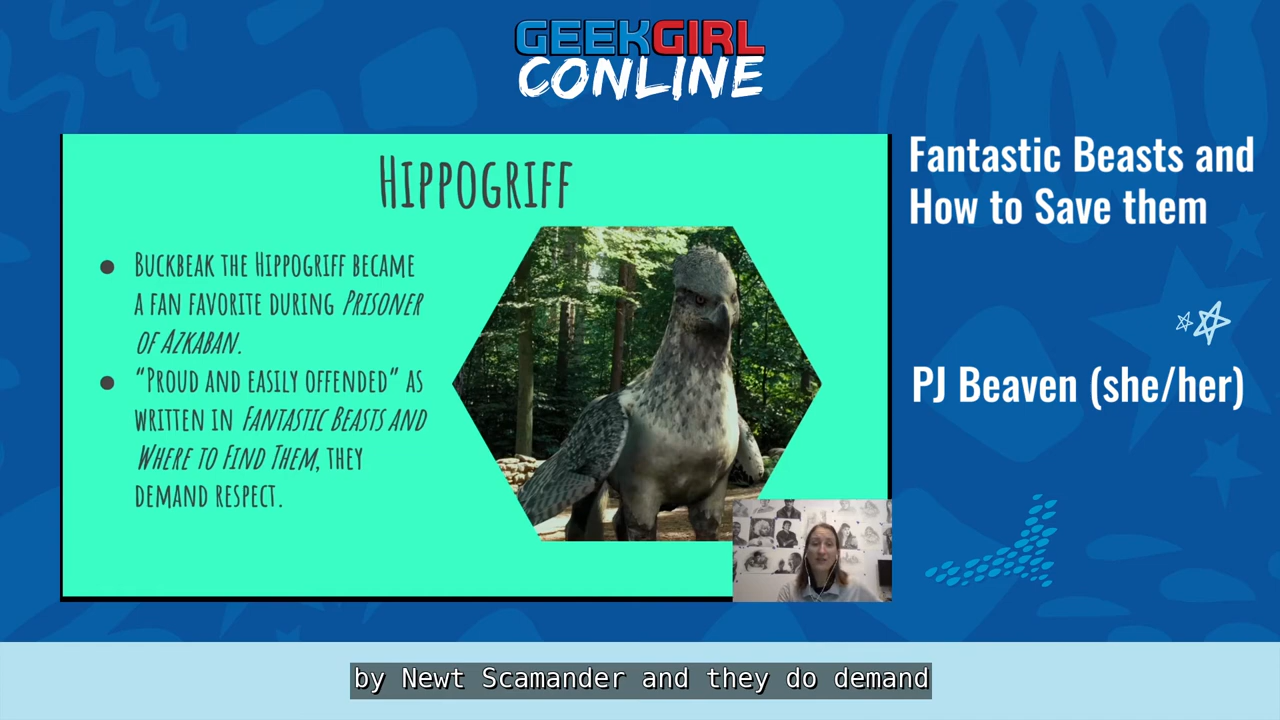 GEEKGIRL
CONLINE
HIPPOGRIFF
● BUCKBEAK THE HIPPOGRIFF BECAME
A FAN FAVORITE DURING PRISONER
OF AZKABAN.
● “PROUD AND EASILY OFFENDED” AS
WRITTEN IN FANTASTIC BEASTS AND
WHERE TO FIND THEM, THEY
DEMAND RESPECT.
Fantastic Beasts and
How to Save them
PJ Beaven (she/her)
by Newt Scamander and they do demand